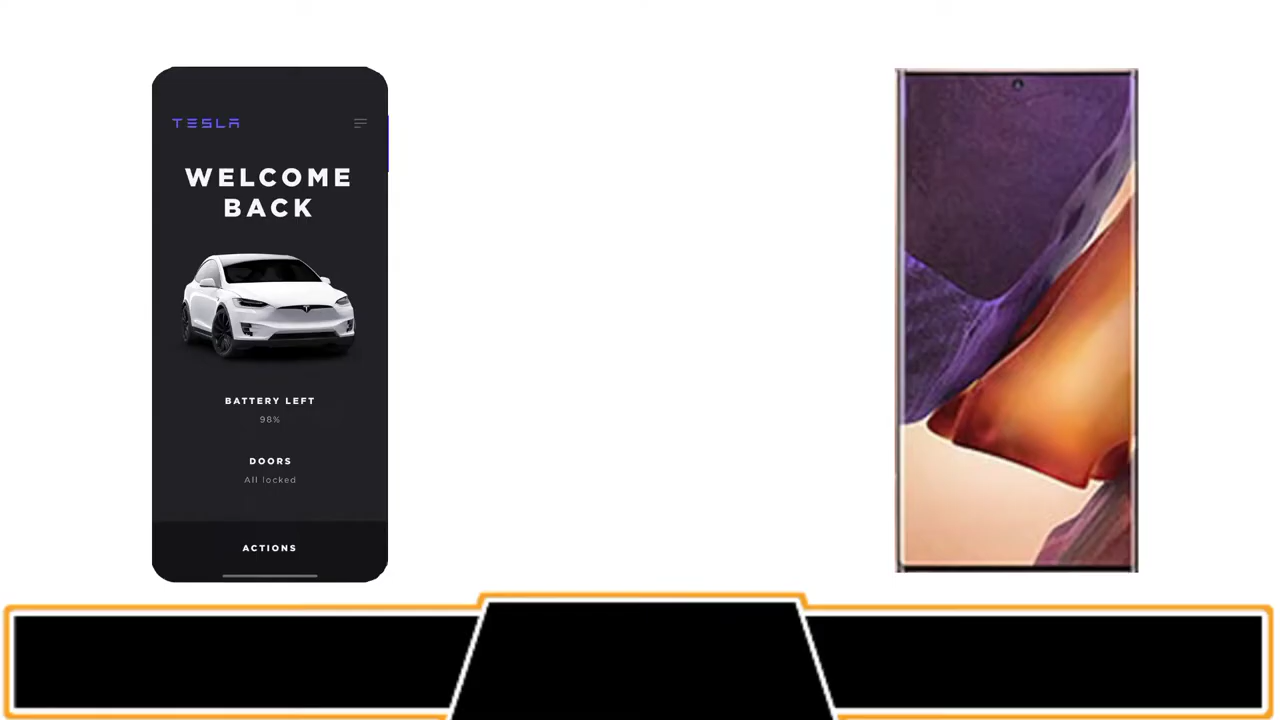 TESLA
WELCOME
BACK
BATTERY LEFT
98%
DOORS
All locked
ACTIONS